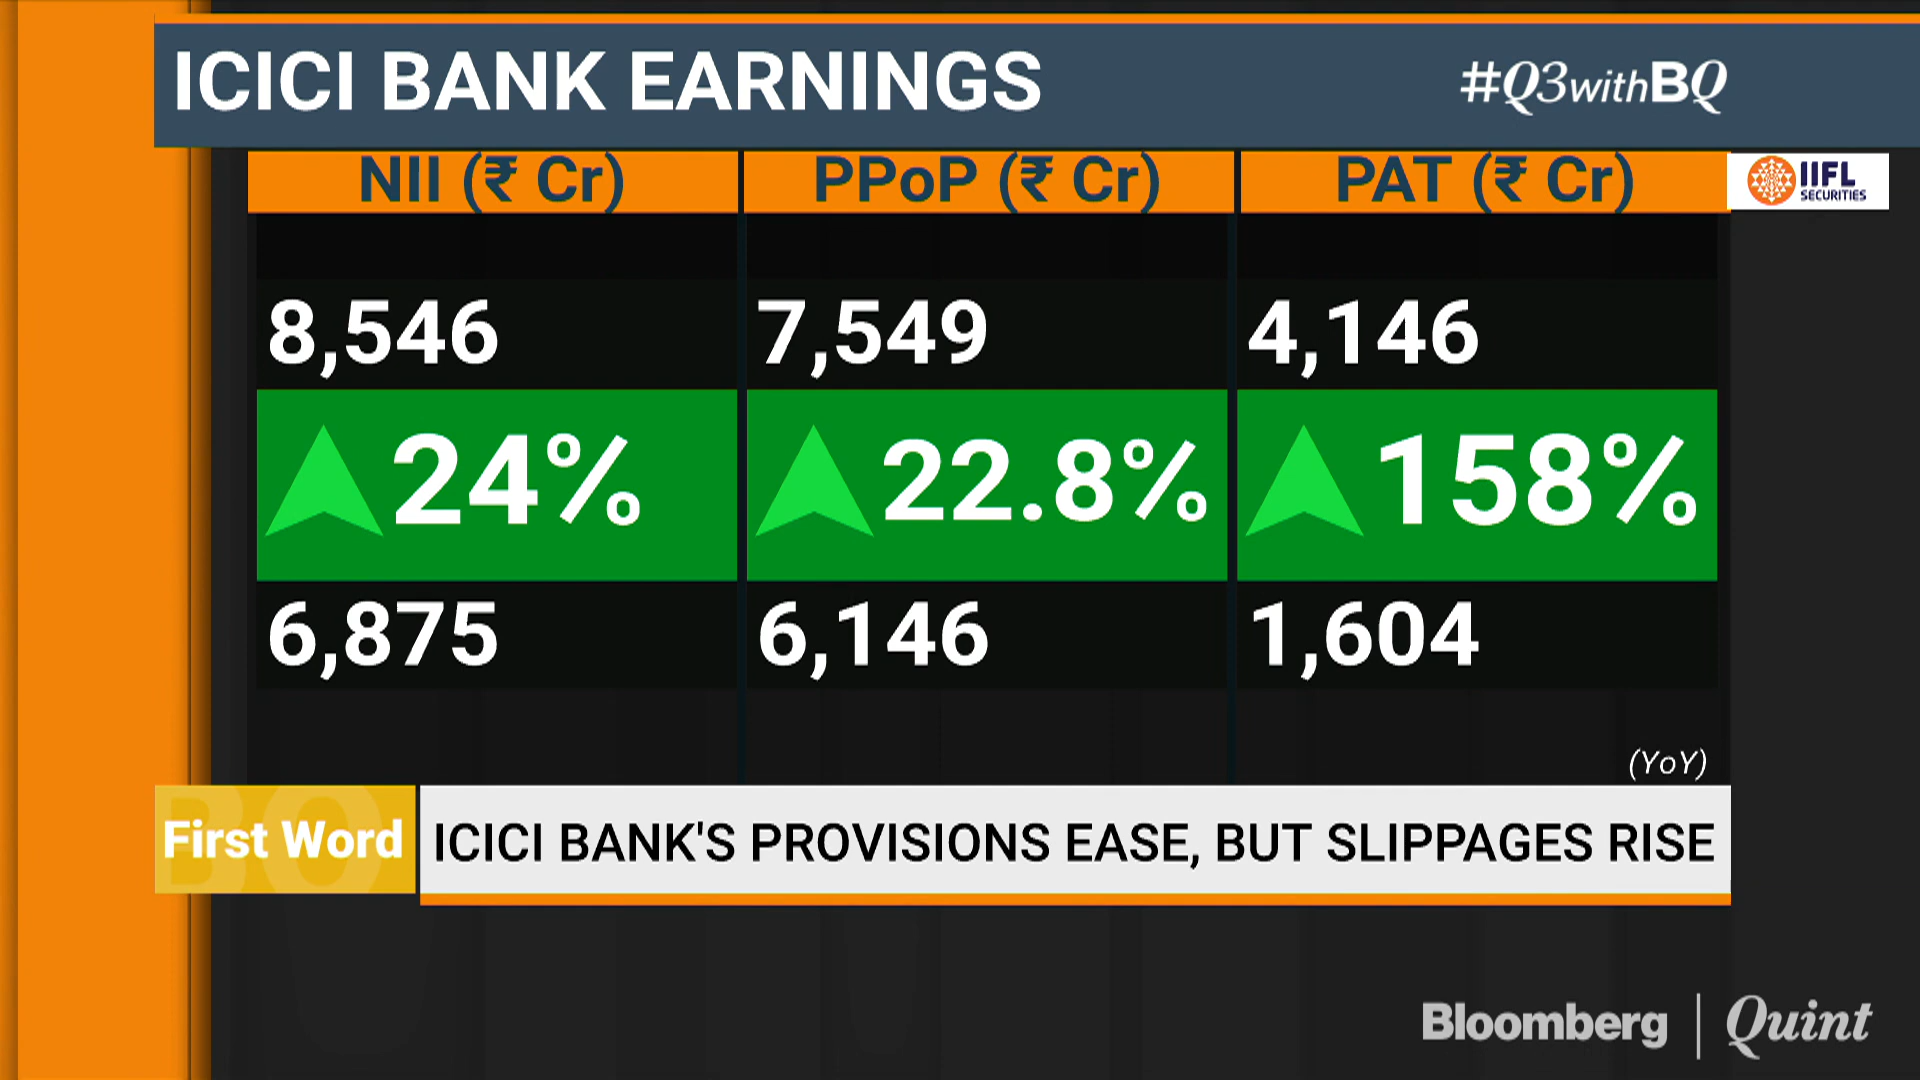 ICICI BANK EARNINGS
#Q3withBQ
NII (₹ Cr) PPoP (₹ Cr) PAT (₹ Cr)
IIFL
SECURITIES
8,546 7,549 4,146
24% 22.8% 158%
6,875 6,146 1,604
(YoY)
First Word
ICICI BANK'S PROVISIONS EASE, BUT SLIPPAGES RISE
Bloomberg | Quint